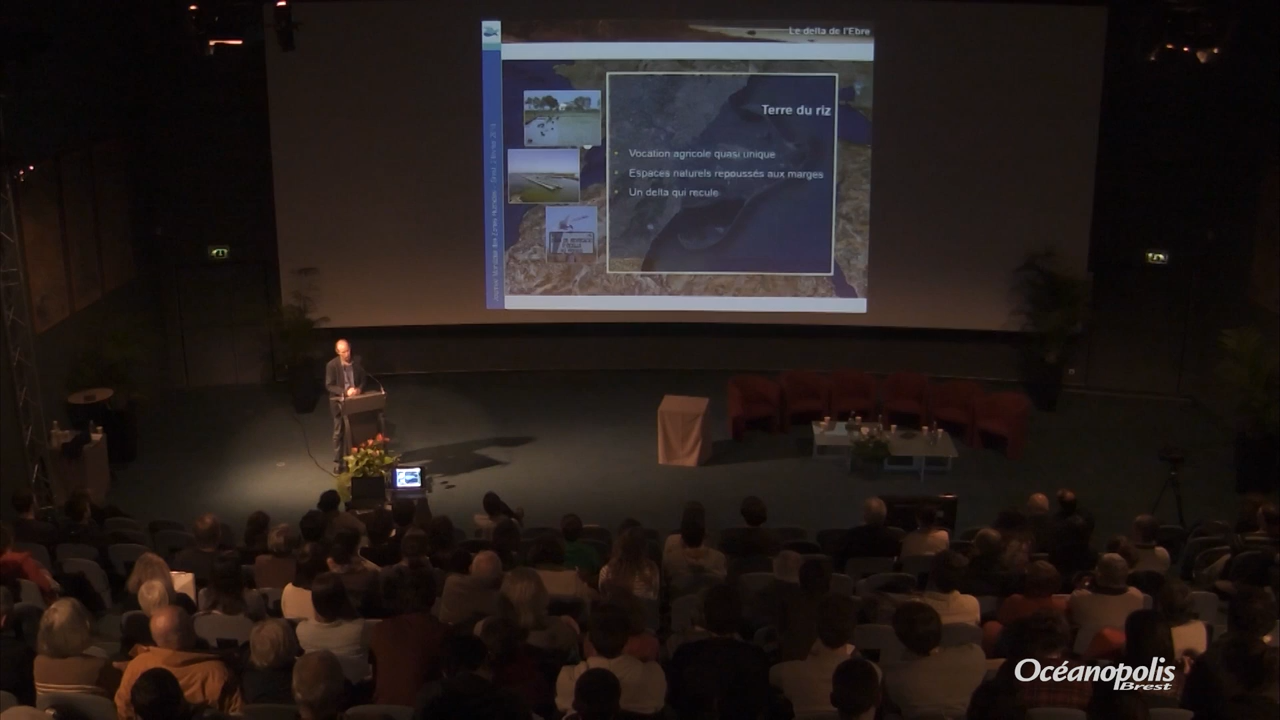 Le delta de l'Ebre
Terre du riz
• Vocation agricole quasi unique
• Espaces naturels repoussés aux marges
• Un delta qui recule
Océanopolis
Brest